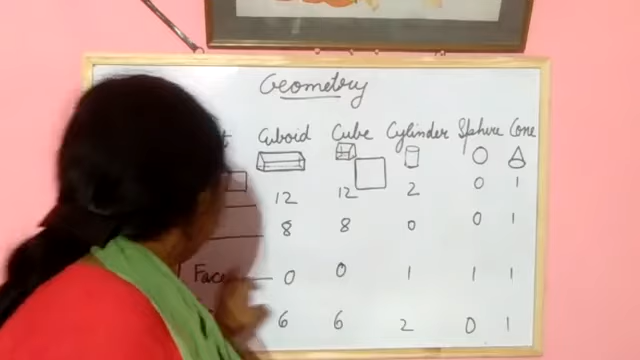 Geometry
Cuboid Cube Cylinder Sphere Cone
12 12 2 0 1
8 8 0 0 1
Face 0 0 1 1 1
6 6 2 0 1